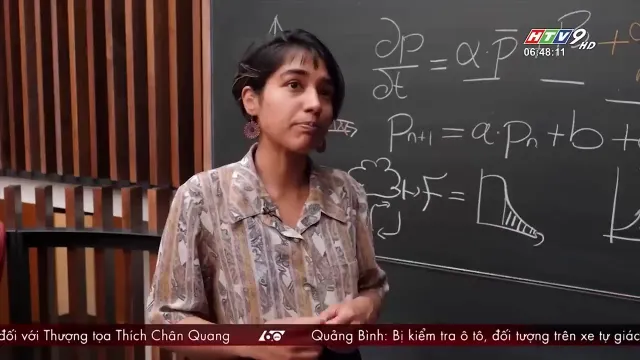 HTV9 HD
06:48:11
∂p/∂t = α·p̄ + B +
Pn+1 = a·pn + b +
F =
đối với Thượng tọa Thích Chân Quang
60
Quảng Bình: Bị kiểm tra ô tô, đối tượng trên xe tự giác